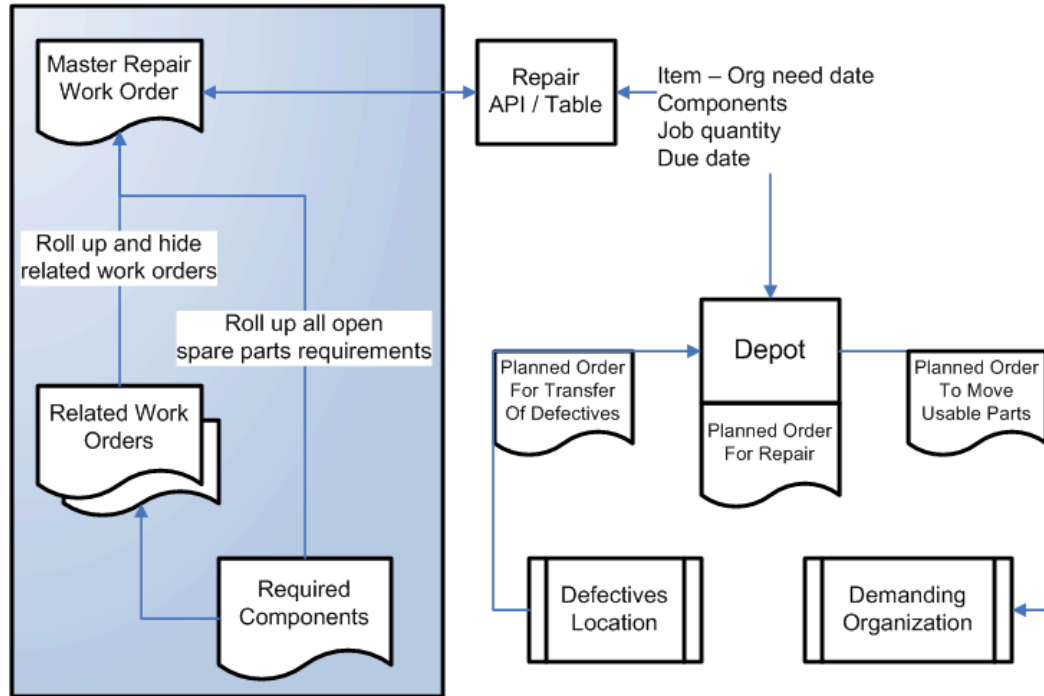 Master Repair
Work Order
Repair
API / Table
Item – Org need date
Components
Job quantity
Due date
Roll up and hide
related work orders
Roll up all open
spare parts requirements
Related Work
Orders
Required
Components
Planned Order
For Transfer
Of Defectives
Depot
Planned Order
For Repair
Planned Order
To Move
Usable Parts
Defectives
Location
Demanding
Organization